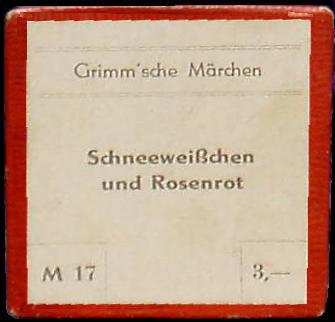 Grimm'sche Märchen
Schneeweißchen
und Rosenrot
M 17
3,—